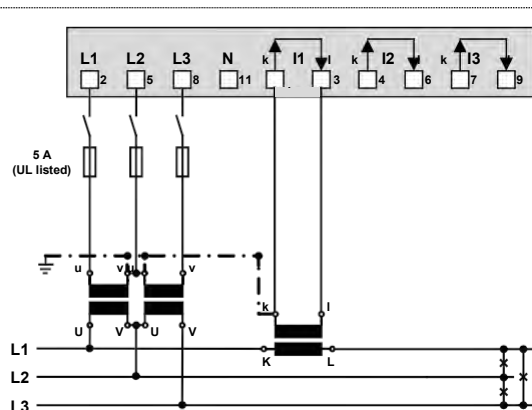 L1 L2 L3 N k I1 l k I2 l k I3 l
2 5 8 11 3 4 6 7 9
5 A
(UL listed)
u v u v
k l
U V U V
L1
K L
L2
L3